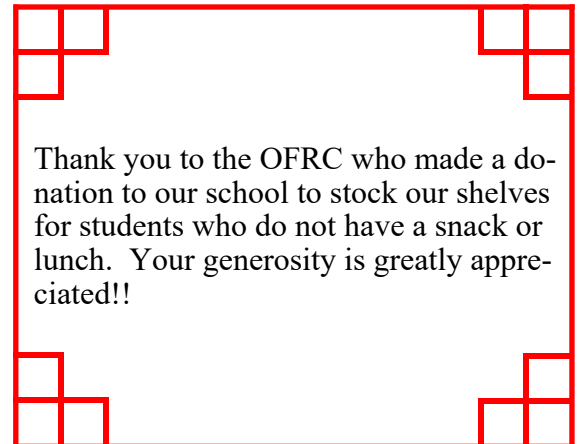 Thank you to the OFRC who made a do-
nation to our school to stock our shelves
for students who do not have a snack or
lunch.  Your generosity is greatly appre-
ciated!!